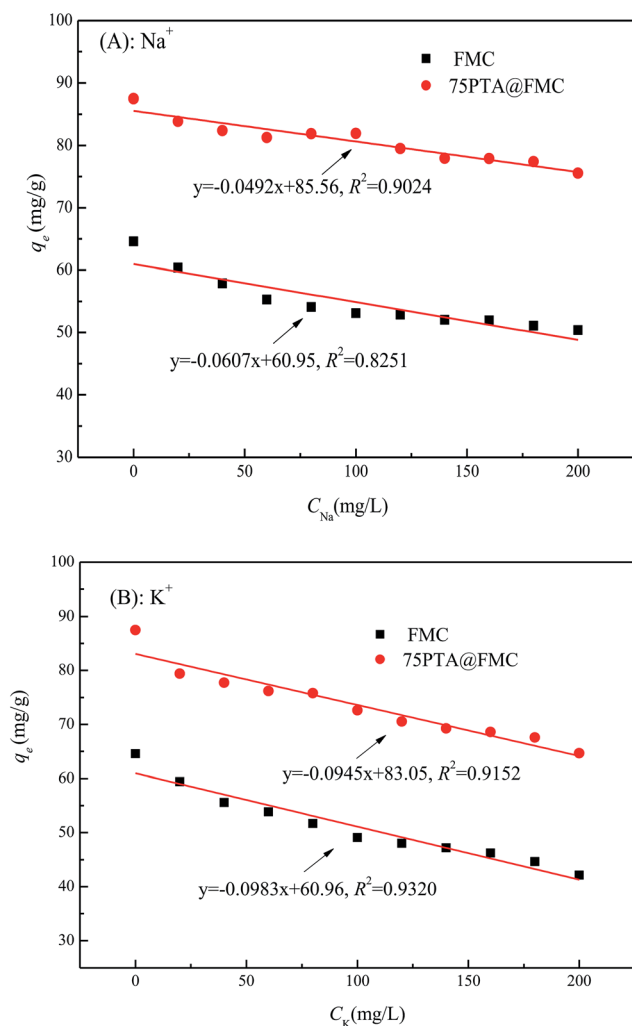 (A): Na⁺
FMC
75PTA@FMC
y=-0.0492x+85.56, R²=0.9024
y=-0.0607x+60.95, R²=0.8251
100
90
80
70
60
50
40
30
qₑ(mg/g)
0 50 100 150 200
C_Na(mg/L)
(B): K⁺
FMC
75PTA@FMC
y=-0.0945x+83.05, R²=0.9152
y=-0.0983x+60.96, R²=0.9320
100
90
80
70
60
50
40
30
qₑ(mg/g)
0 50 100 150 200
C_K(mg/L)